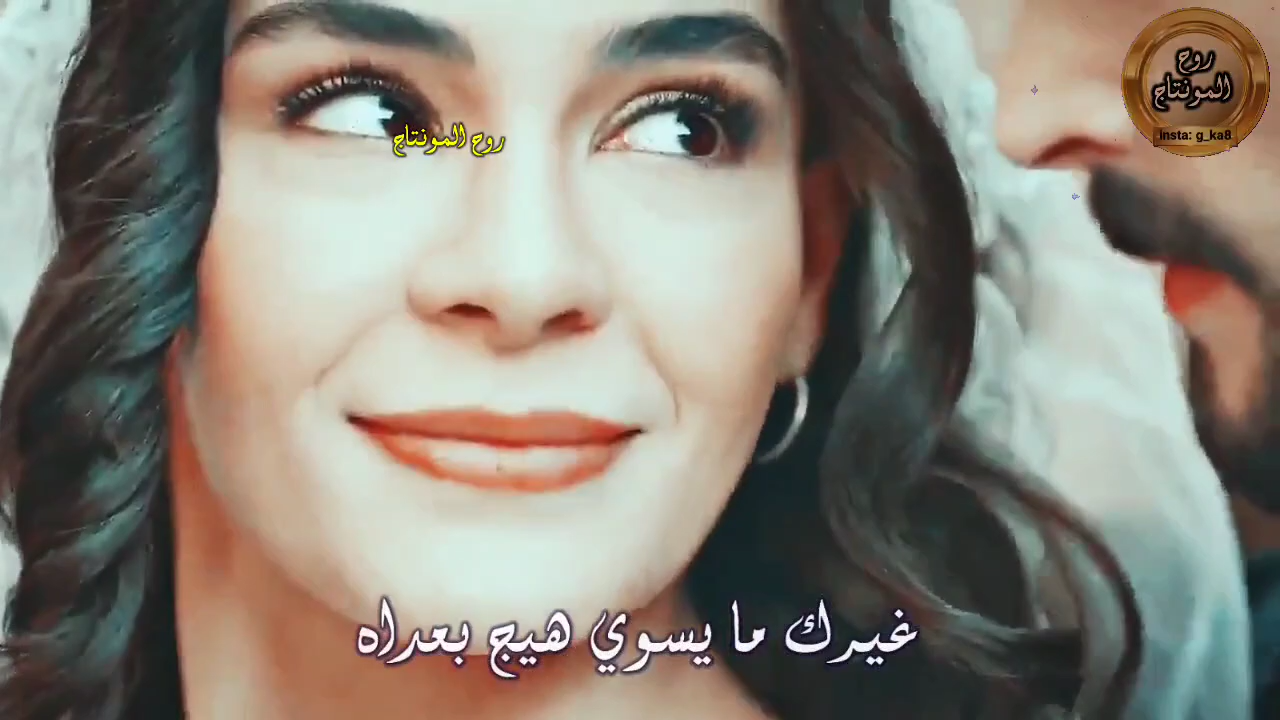 روح
المونتاج
insta: g_ka8
روح المونتاج
غيرك ما يسوي هيج بعداه